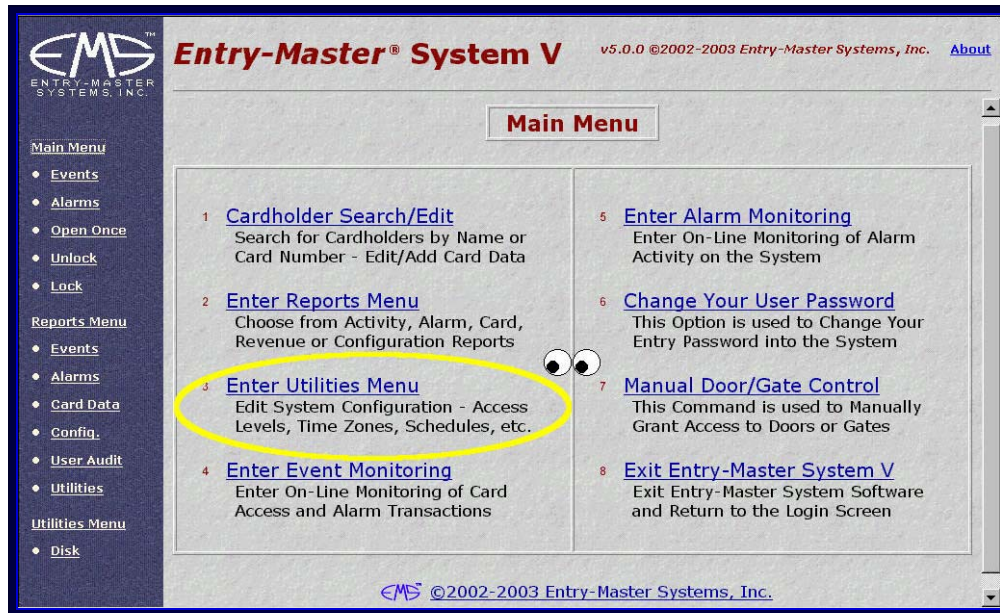 EMS™
ENTRY-MASTER
SYSTEMS, INC.
Entry-Master® System V
v5.0.0 ©2002-2003 Entry-Master Systems, Inc.
About
Main Menu
Events
Alarms
Open Once
Unlock
Lock
Reports Menu
Events
Alarms
Card Data
Config.
User Audit
Utilities
Utilities Menu
Disk
Main Menu
1 Cardholder Search/Edit
Search for Cardholders by Name or
Card Number - Edit/Add Card Data
2 Enter Reports Menu
Choose from Activity, Alarm, Card,
Revenue or Configuration Reports
3 Enter Utilities Menu
Edit System Configuration - Access
Levels, Time Zones, Schedules, etc.
4 Enter Event Monitoring
Enter On-Line Monitoring of Card
Access and Alarm Transactions
5 Enter Alarm Monitoring
Enter On-Line Monitoring of Alarm
Activity on the System
6 Change Your User Password
This Option is used to Change Your
Entry Password into the System
7 Manual Door/Gate Control
This Command is used to Manually
Grant Access to Doors or Gates
8 Exit Entry-Master System V
Exit Entry-Master System Software
and Return to the Login Screen
EMS ©2002-2003 Entry-Master Systems, Inc.